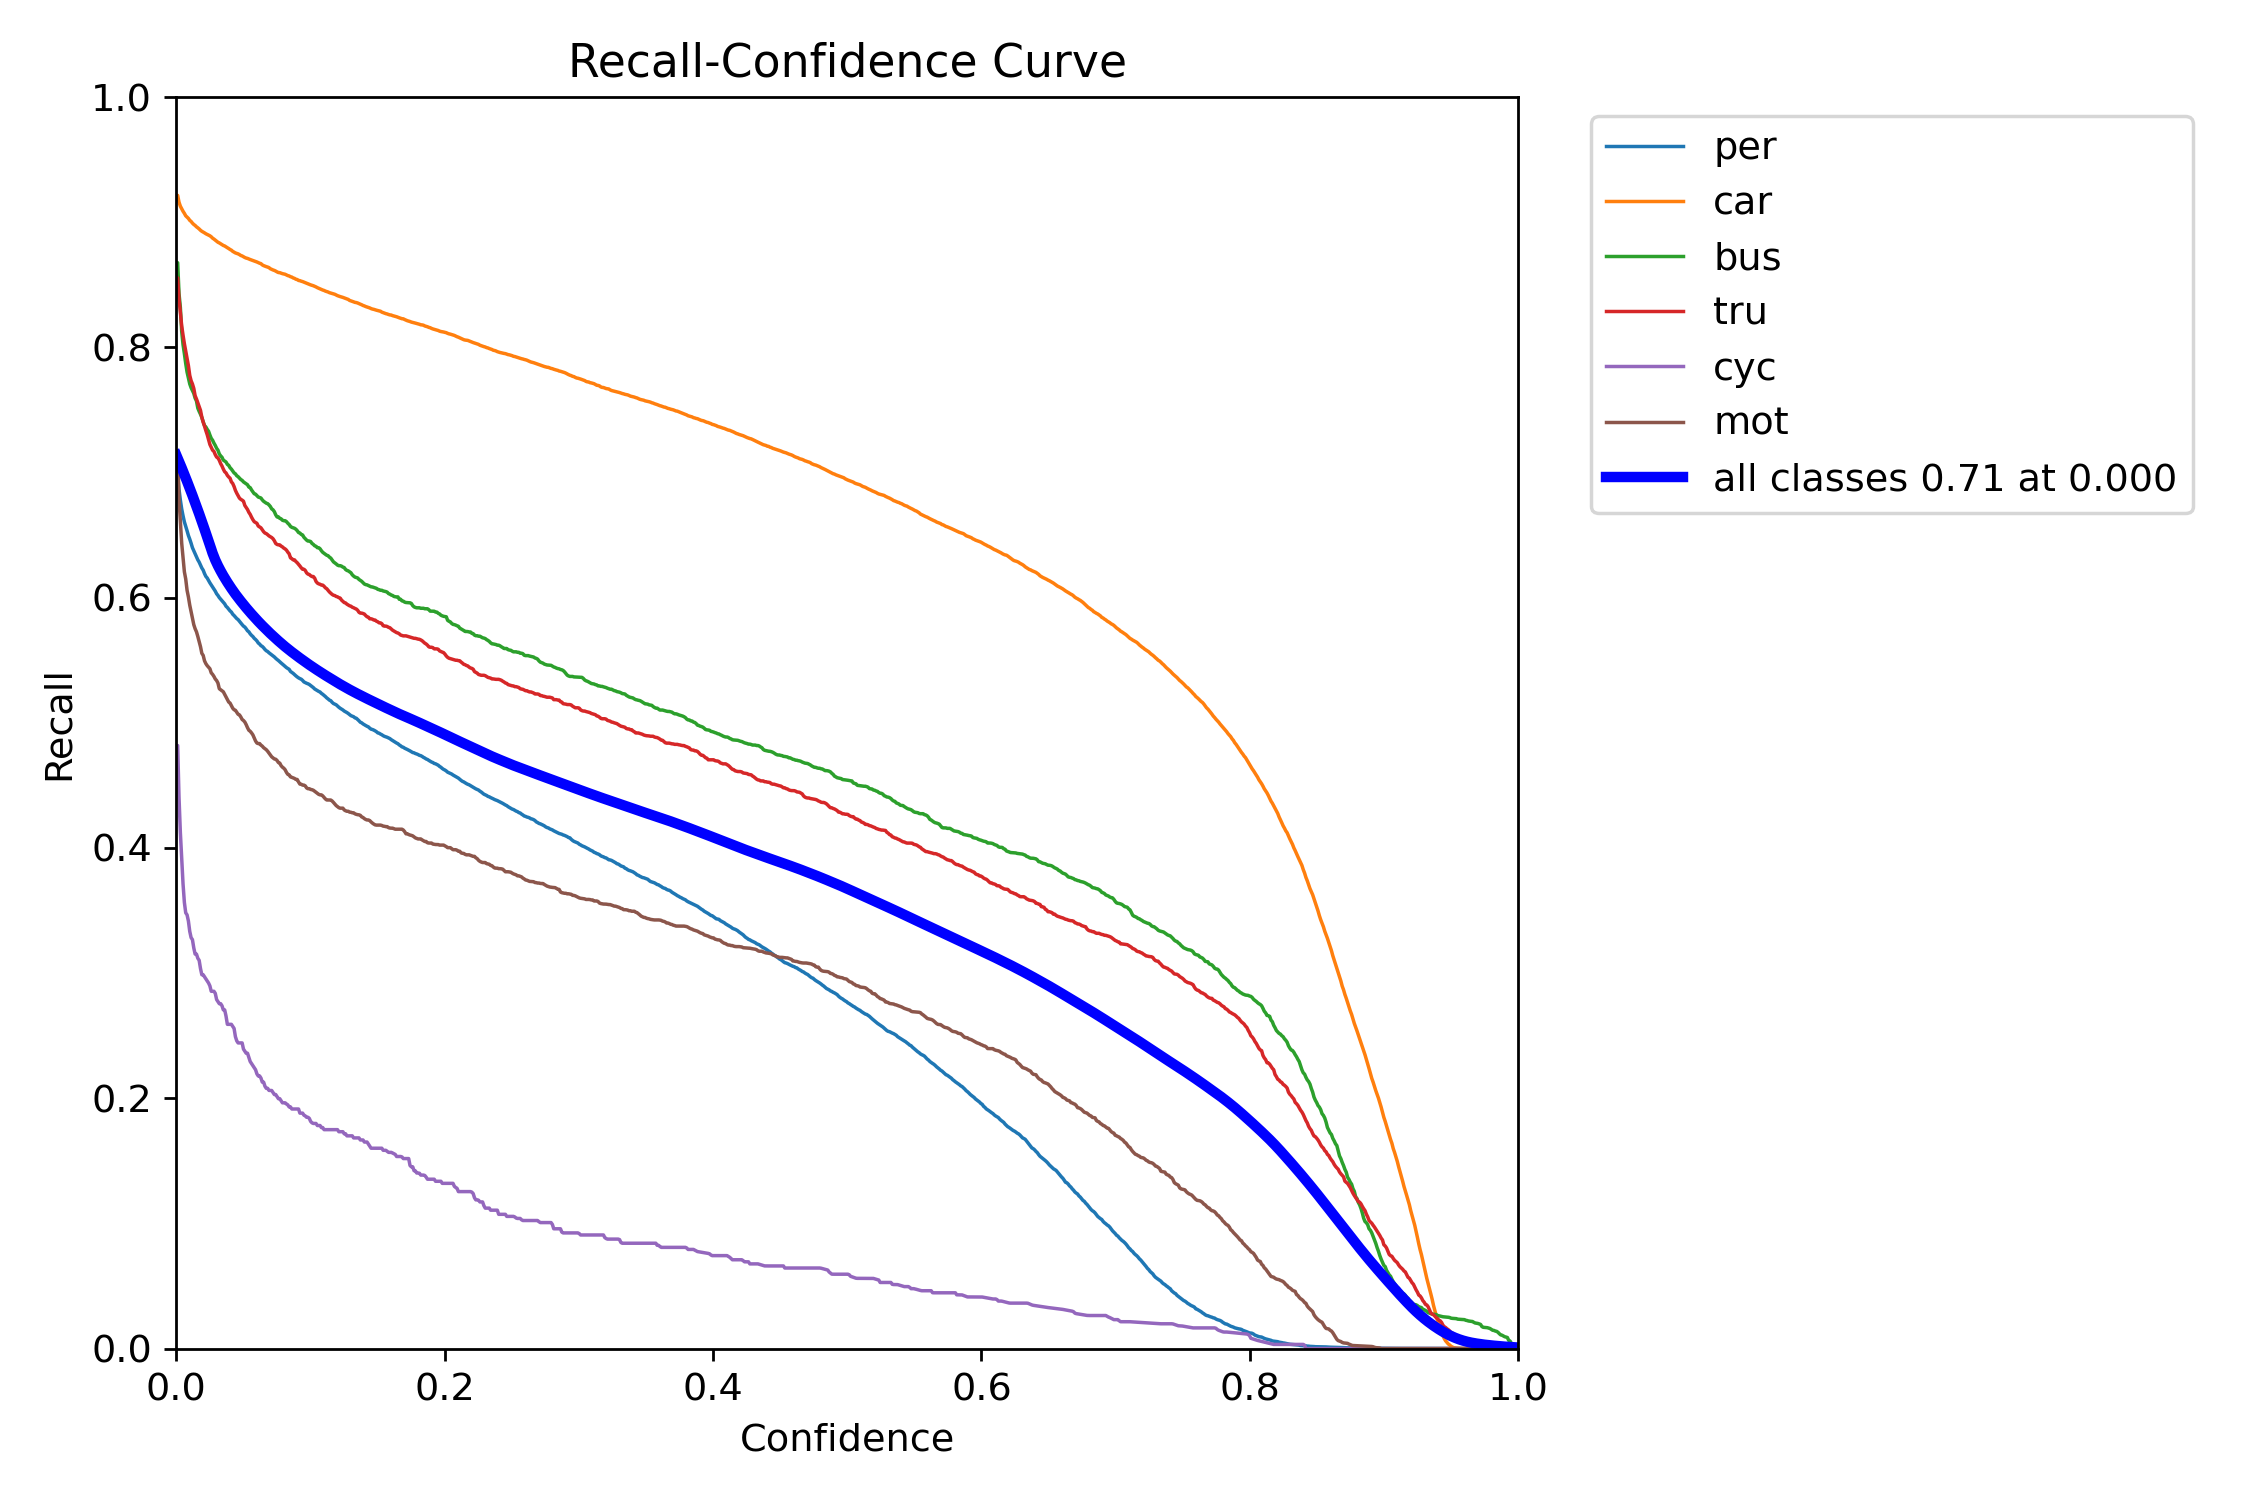 Recall-Confidence Curve
1.0
0.8
0.6
0.4
0.2
0.0
Recall
0.0 0.2 0.4 0.6 0.8 1.0
Confidence
per
car
bus
tru
cyc
mot
all classes 0.71 at 0.000